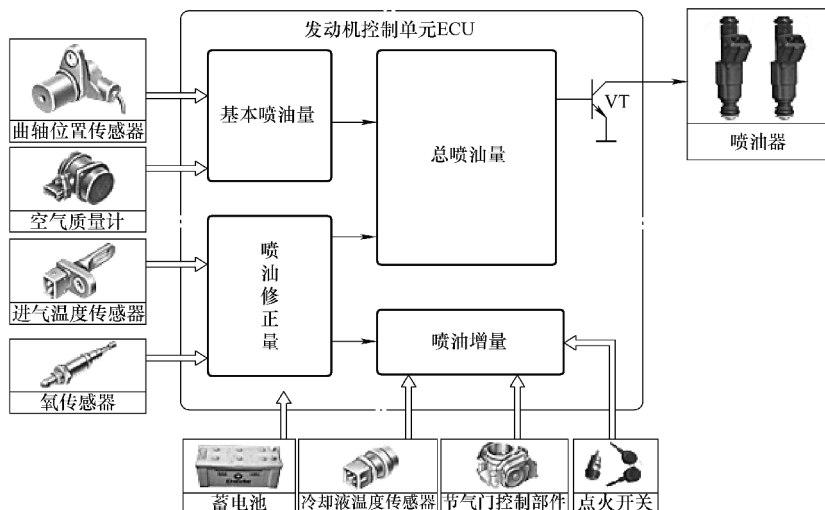 发动机控制单元ECU
曲轴位置传感器
空气质量计
进气温度传感器
氧传感器
基本喷油量
喷油修正量
总喷油量
喷油增量
VT
喷油器
蓄电池
冷却液温度传感器
节气门控制部件
点火开关